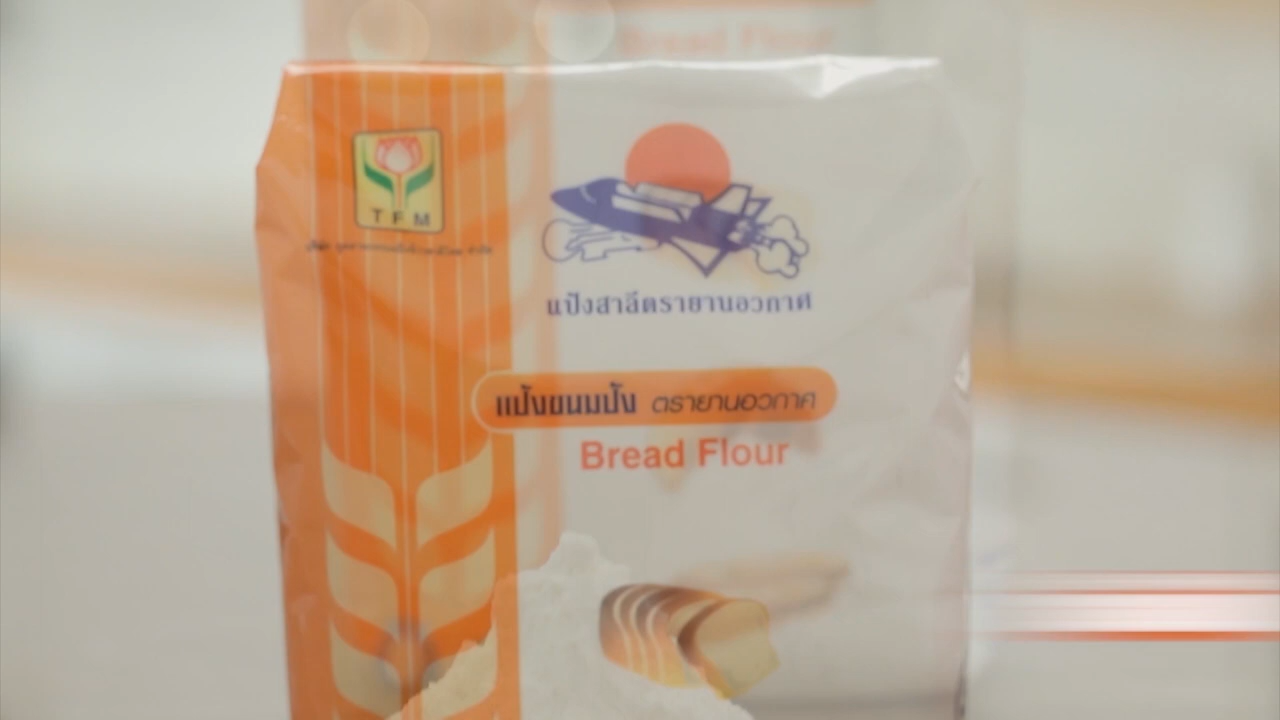 Bread Flour
TFM
แป้งสาลีตรายานอวกาศ
แป้งขนมปัง ตรายานอวกาศ
Bread Flour